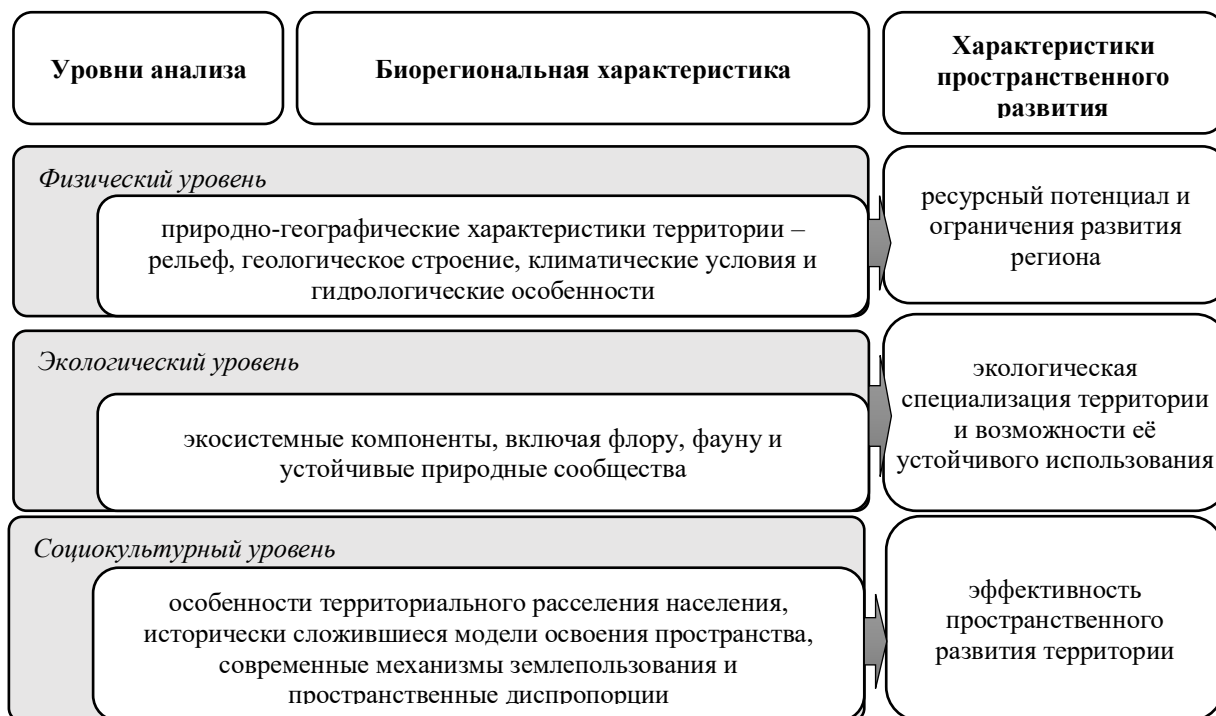 Уровни анализа
Биорегиональная характеристика
Характеристики
пространственного
развития
Физический уровень
природно-географические характеристики территории –
рельеф, геологическое строение, климатические условия и
гидрологические особенности
ресурсный потенциал и
ограничения развития
региона
Экологический уровень
экосистемные компоненты, включая флору, фауну и
устойчивые природные сообщества
экологическая
специализация территории
и возможности её
устойчивого использования
Социокультурный уровень
особенности территориального расселения населения,
исторически сложившиеся модели освоения пространства,
современные механизмы землепользования и
пространственные диспропорции
эффективность
пространственного
развития территории